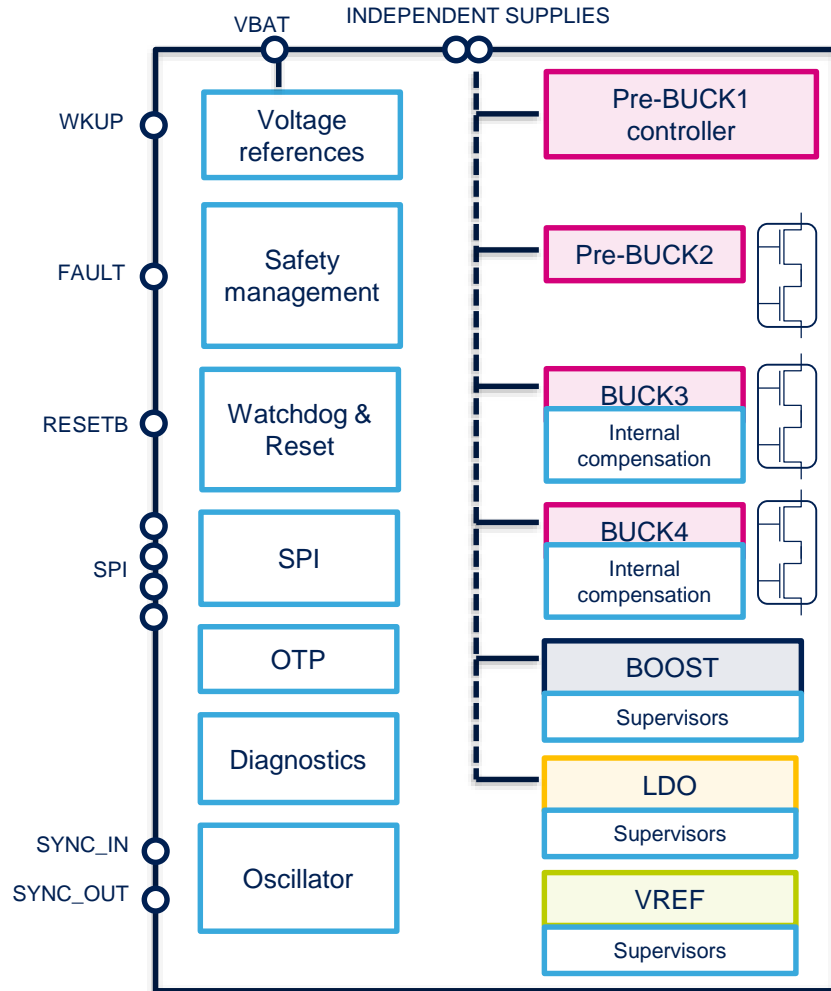 INDEPENDENT SUPPLIES
VBAT
WKUP
Voltage
references
Pre-BUCK1
controller
FAULT
Safety
management
Pre-BUCK2
RESETB
Watchdog &
Reset
BUCK3
Internal
compensation
SPI
SPI
BUCK4
Internal
compensation
OTP
BOOST
Supervisors
Diagnostics
LDO
Supervisors
SYNC_IN
SYNC_OUT
Oscillator
VREF
Supervisors